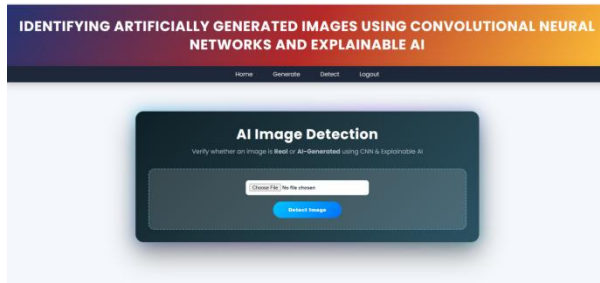 IDENTIFYING ARTIFICIALLY GENERATED IMAGES USING CONVOLUTIONAL NEURAL
NETWORKS AND EXPLAINABLE AI
Home Generate Detect Logout
AI Image Detection
Verify whether an image is Real or AI-Generated using CNN & Explainable AI
Choose File No file chosen
Detect Image